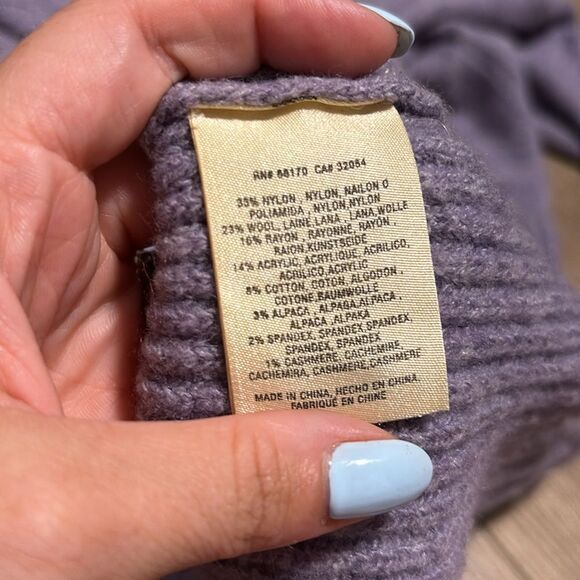 RN# 66170 CA# 32054
33% NYLON , NYLON, NAILON O
POLIAMIDA , NYLON,NYLON
23% WOOL, LAINE,LANA , LANA,WOLLE
16% RAYON, RAYONNE, RAYON,
RAION,KUNSTSEIDE
14% ACRYLIC, ACRYLIQUE, ACRILICO,
ACRILICO,ACRYLIC
8% COTTON, COTON, ALGODON,
COTONE,BAUMWOLLE
3% ALPACA , ALPAGA,ALPACA,
ALPACA, ALPAKA
2% SPANDEX, SPANDEX,SPANDEX,
SPANDEX, SPANDEX
1% CASHMERE, CACHEMIRE,
CACHEMIRA, CASHMERE,CASHMERE
MADE IN CHINA, HECHO EN CHINA,
FABRIQUÉ EN CHINE